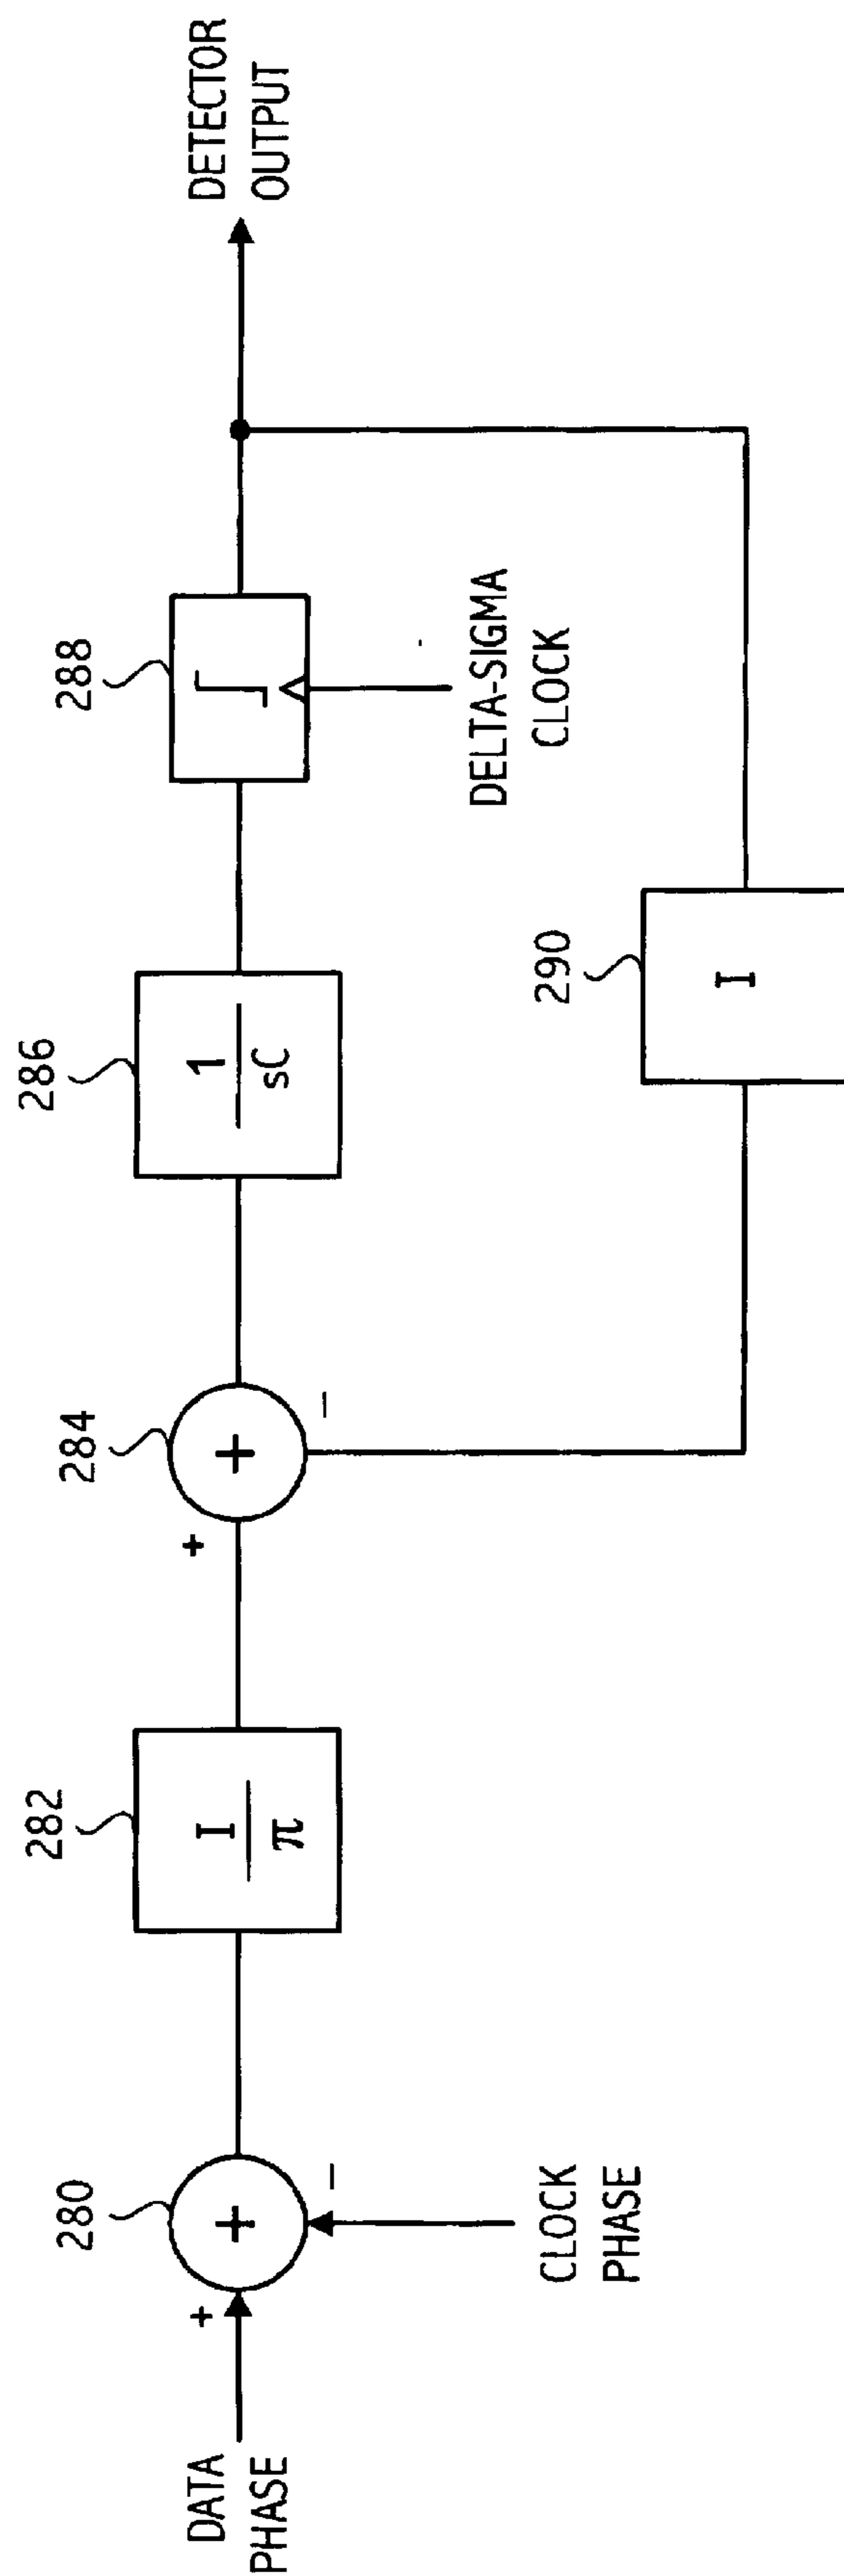 DATA
PHASE
+
280
+
−
CLOCK
PHASE
282
I
π
+
284
+
−
286
1
sC
288
DELTA-SIGMA
CLOCK
290
I
DETECTOR
OUTPUT